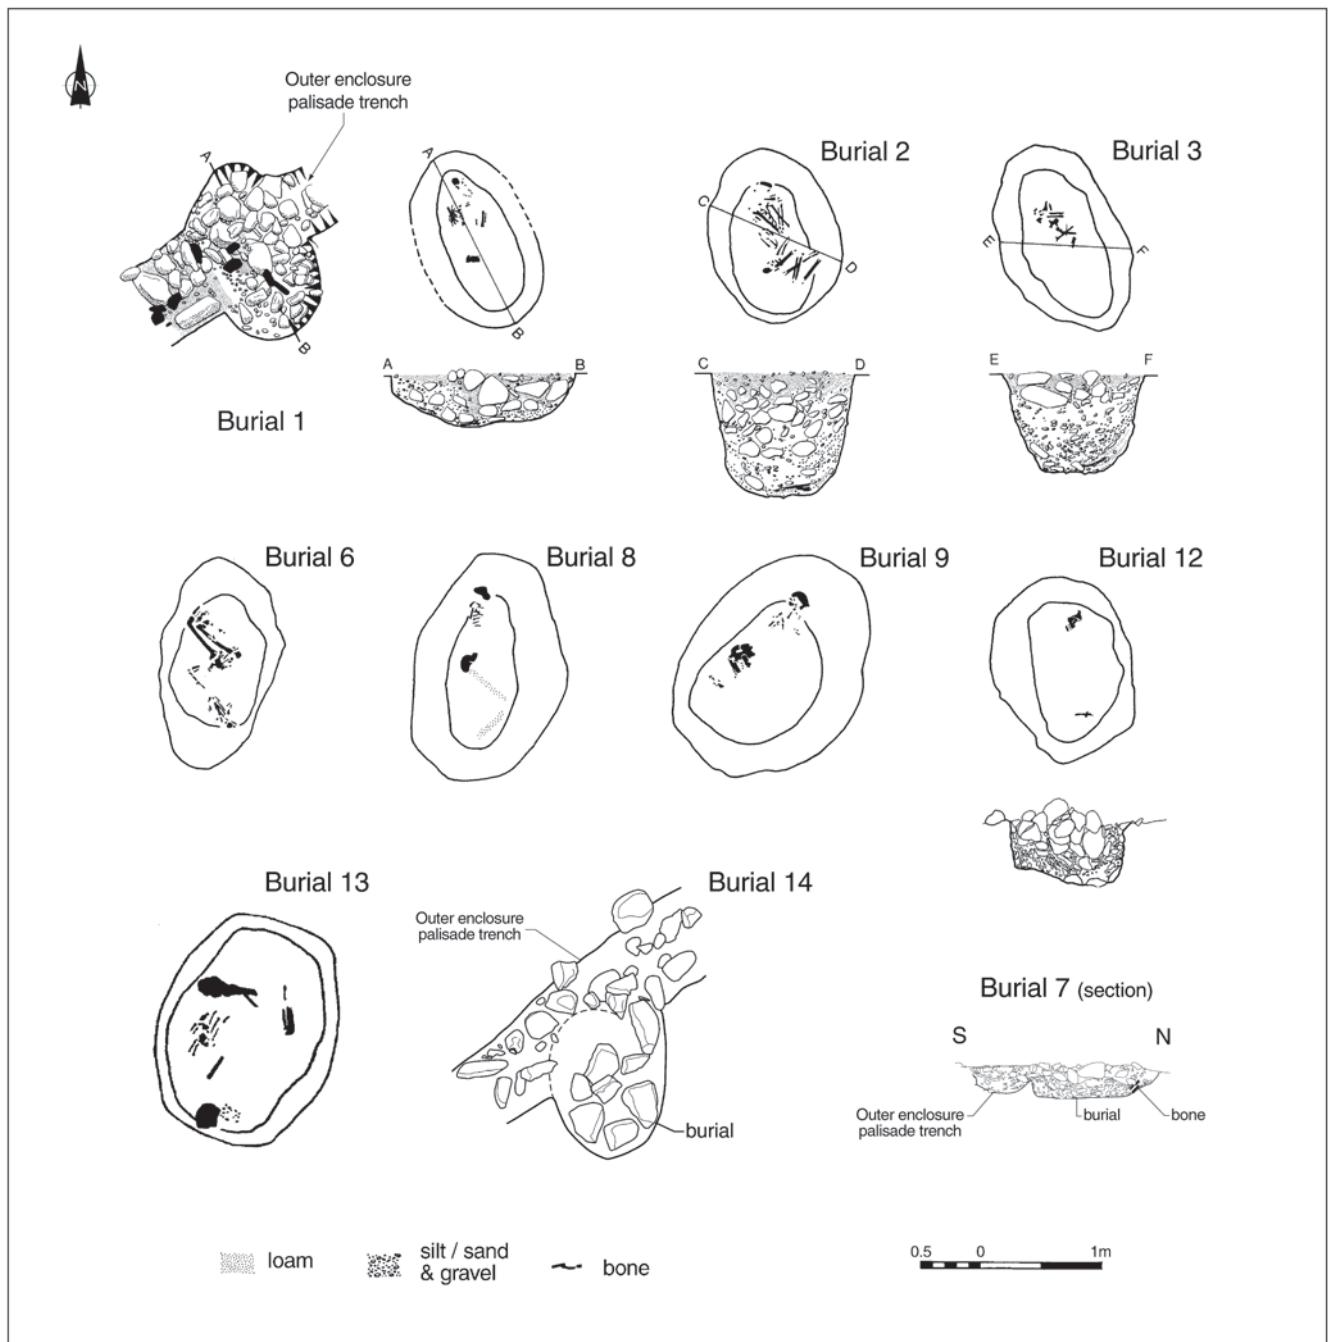 N
Outer enclosure
palisade trench
A
B
A
B
Burial 2
C
D
Burial 3
E
F
A
B
C
D
E
F
Burial 1
Burial 6
Burial 8
Burial 9
Burial 12
Burial 13
Burial 14
Outer enclosure
palisade trench
burial
Burial 7 (section)
S
N
Outer enclosure
palisade trench
burial
bone
loam
silt / sand
& gravel
bone
0.5
0
1m